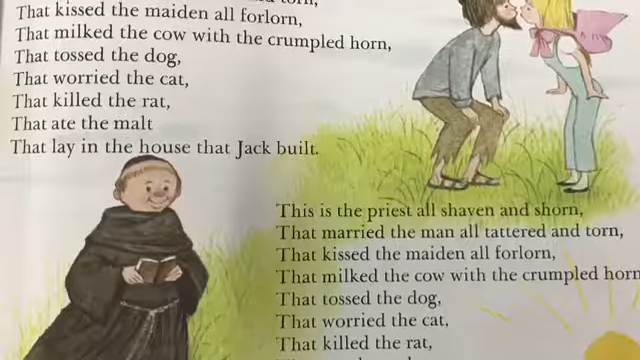 torn,
That kissed the maiden all forlorn,
That milked the cow with the crumpled horn,
That tossed the dog,
That worried the cat,
That killed the rat,
That ate the malt
That lay in the house that Jack built.
This is the priest all shaven and shorn,
That married the man all tattered and torn,
That kissed the maiden all forlorn,
That milked the cow with the crumpled horn
That tossed the dog,
That worried the cat,
That killed the rat,